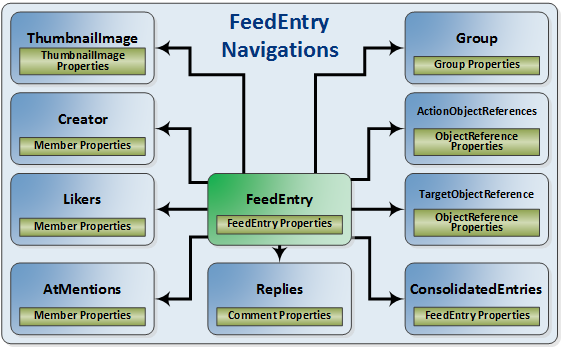 FeedEntry
Navigations
ThumbnailImage
ThumbnailImage
Properties
Group
Group Properties
Creator
Member Properties
ActionObjectReferences
ObjectReference
Properties
Likers
Member Properties
FeedEntry
FeedEntry Properties
TargetObjectReference
ObjectReference
Properties
AtMentions
Member Properties
Replies
Comment Properties
ConsolidatedEntries
FeedEntry Properties